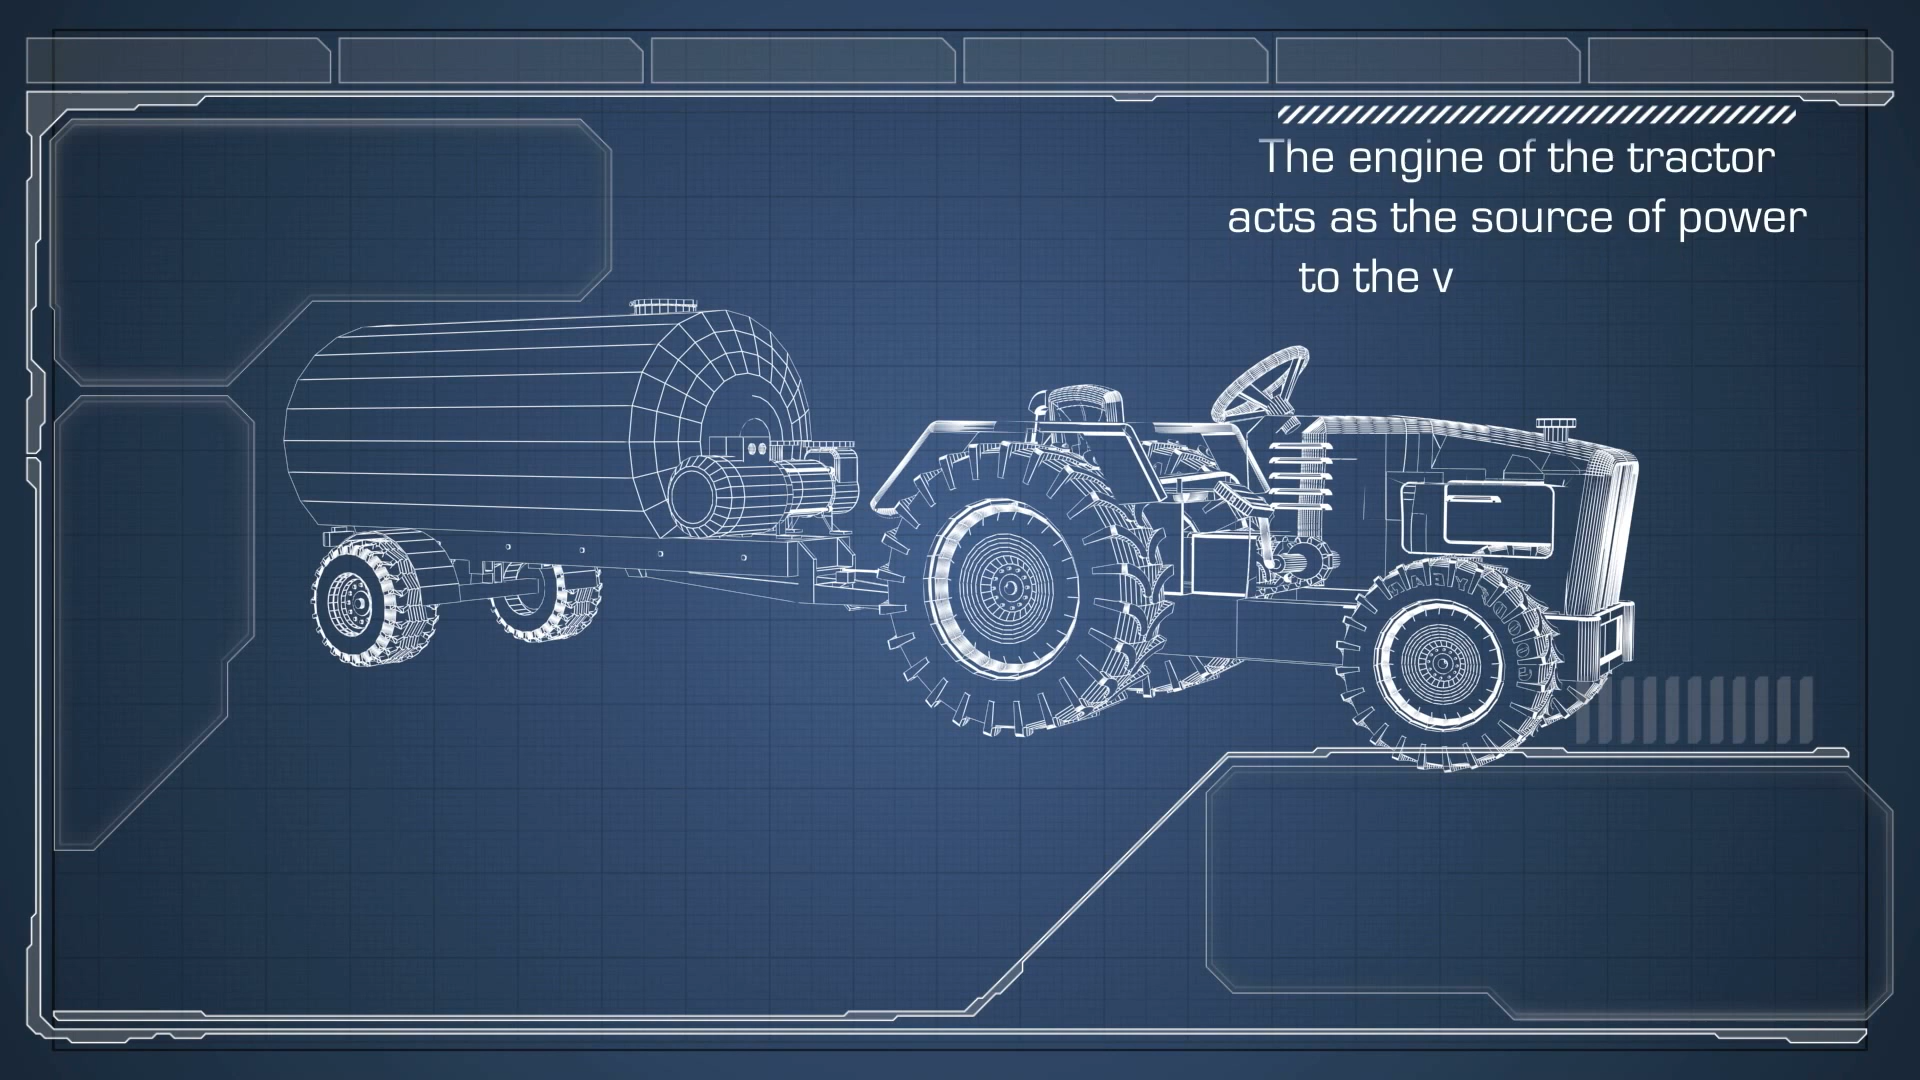 The engine of the tractor
acts as the source of power
to the v